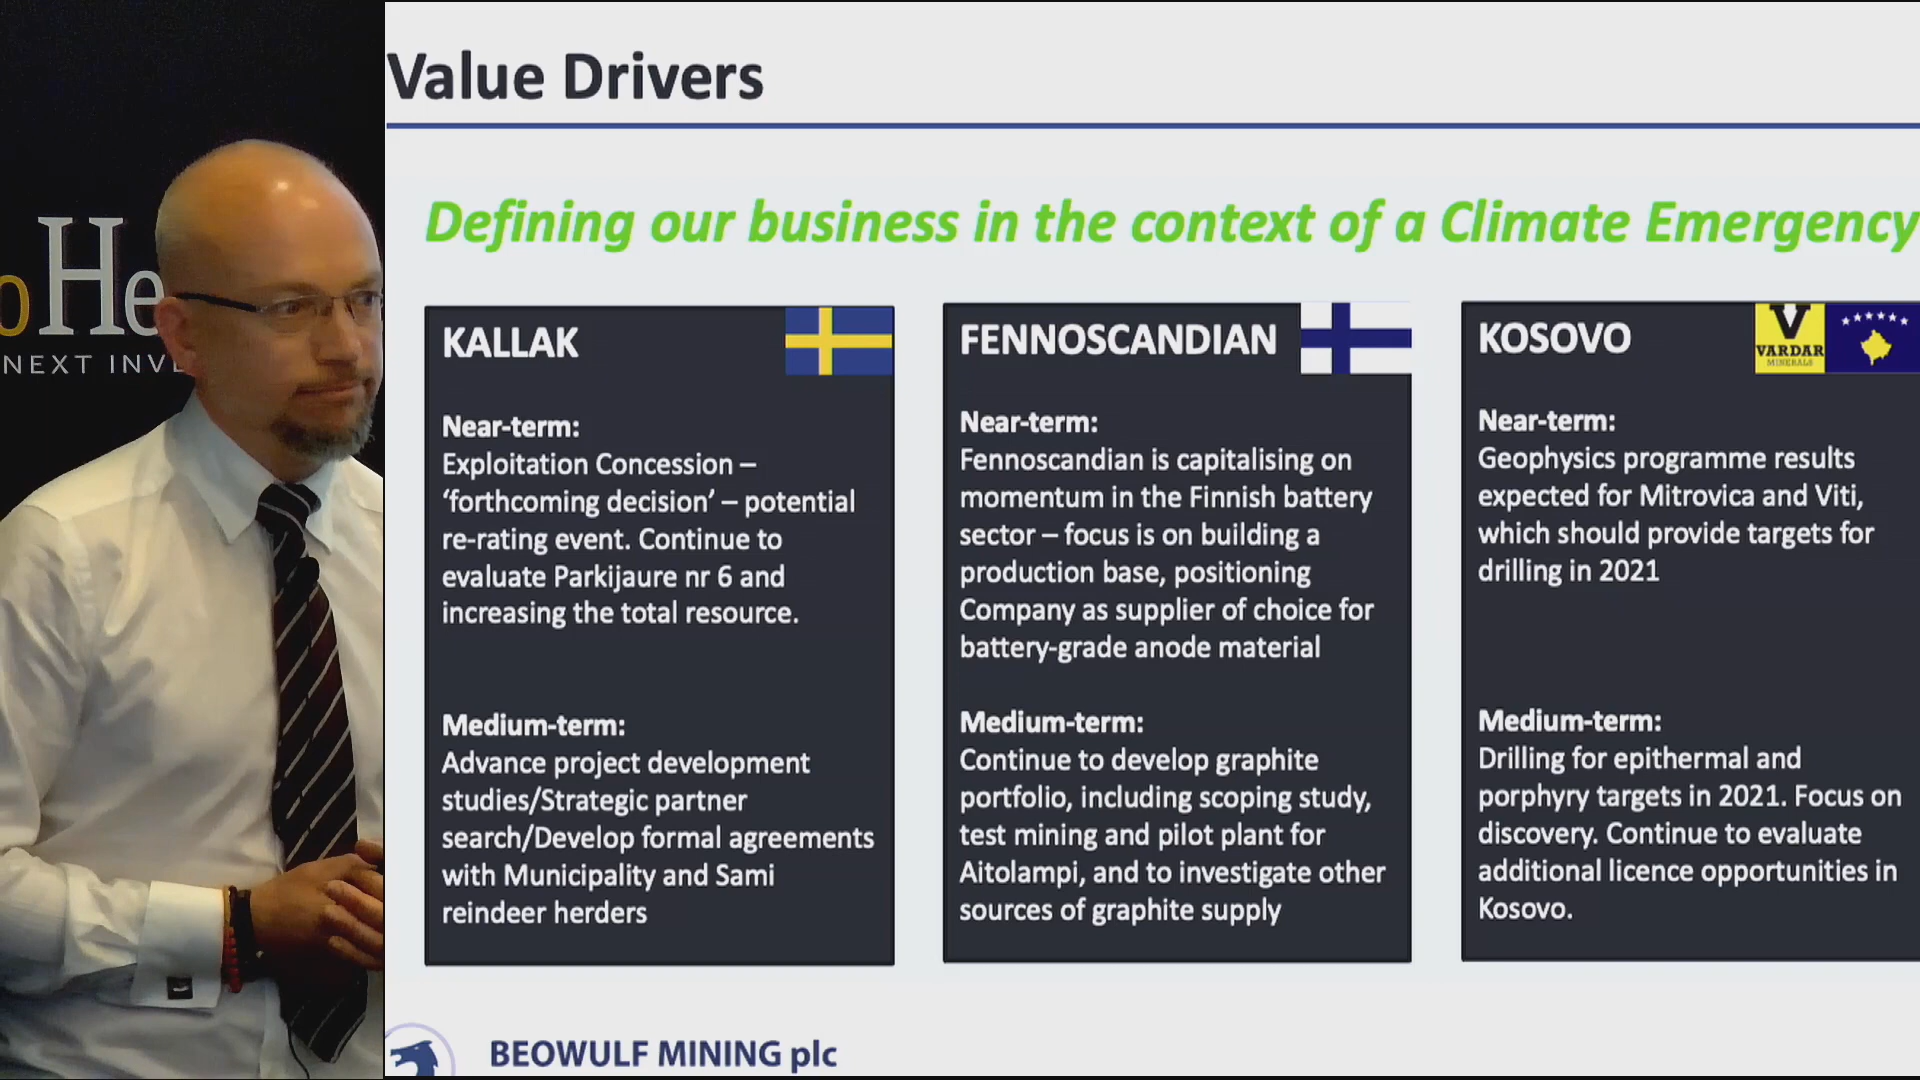 oHe
NEXT INV
Value Drivers
Defining our business in the context of a Climate Emergency
KALLAK
Near-term:
Exploitation Concession –
‘forthcoming decision’ – potential
re-rating event. Continue to
evaluate Parkijaure nr 6 and
increasing the total resource.
Medium-term:
Advance project development
studies/Strategic partner
search/Develop formal agreements
with Municipality and Sami
reindeer herders
FENNOSCANDIAN
Near-term:
Fennoscandian is capitalising on
momentum in the Finnish battery
sector – focus is on building a
production base, positioning
Company as supplier of choice for
battery-grade anode material
Medium-term:
Continue to develop graphite
portfolio, including scoping study,
test mining and pilot plant for
Aitolampi, and to investigate other
sources of graphite supply
KOSOVO
V
VARDAR
MINERALS
Near-term:
Geophysics programme results
expected for Mitrovica and Viti,
which should provide targets for
drilling in 2021
Medium-term:
Drilling for epithermal and
porphyry targets in 2021. Focus on
discovery. Continue to evaluate
additional licence opportunities in
Kosovo.
BEOWULF MINING plc